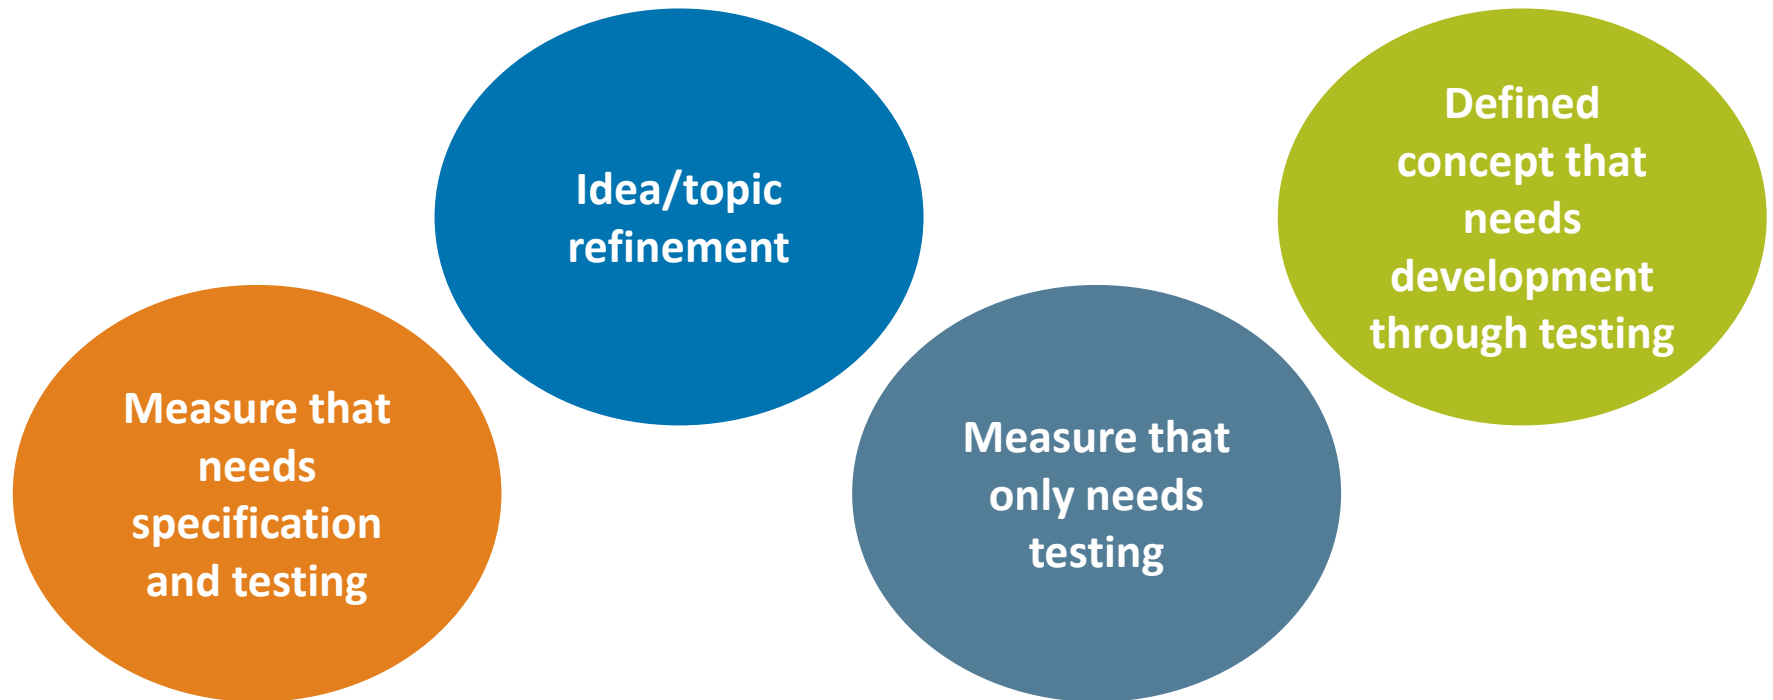 Measure that
needs
specification
and testing
Idea/topic
refinement
Measure that
only needs
testing
Defined
concept that
needs
development
through testing